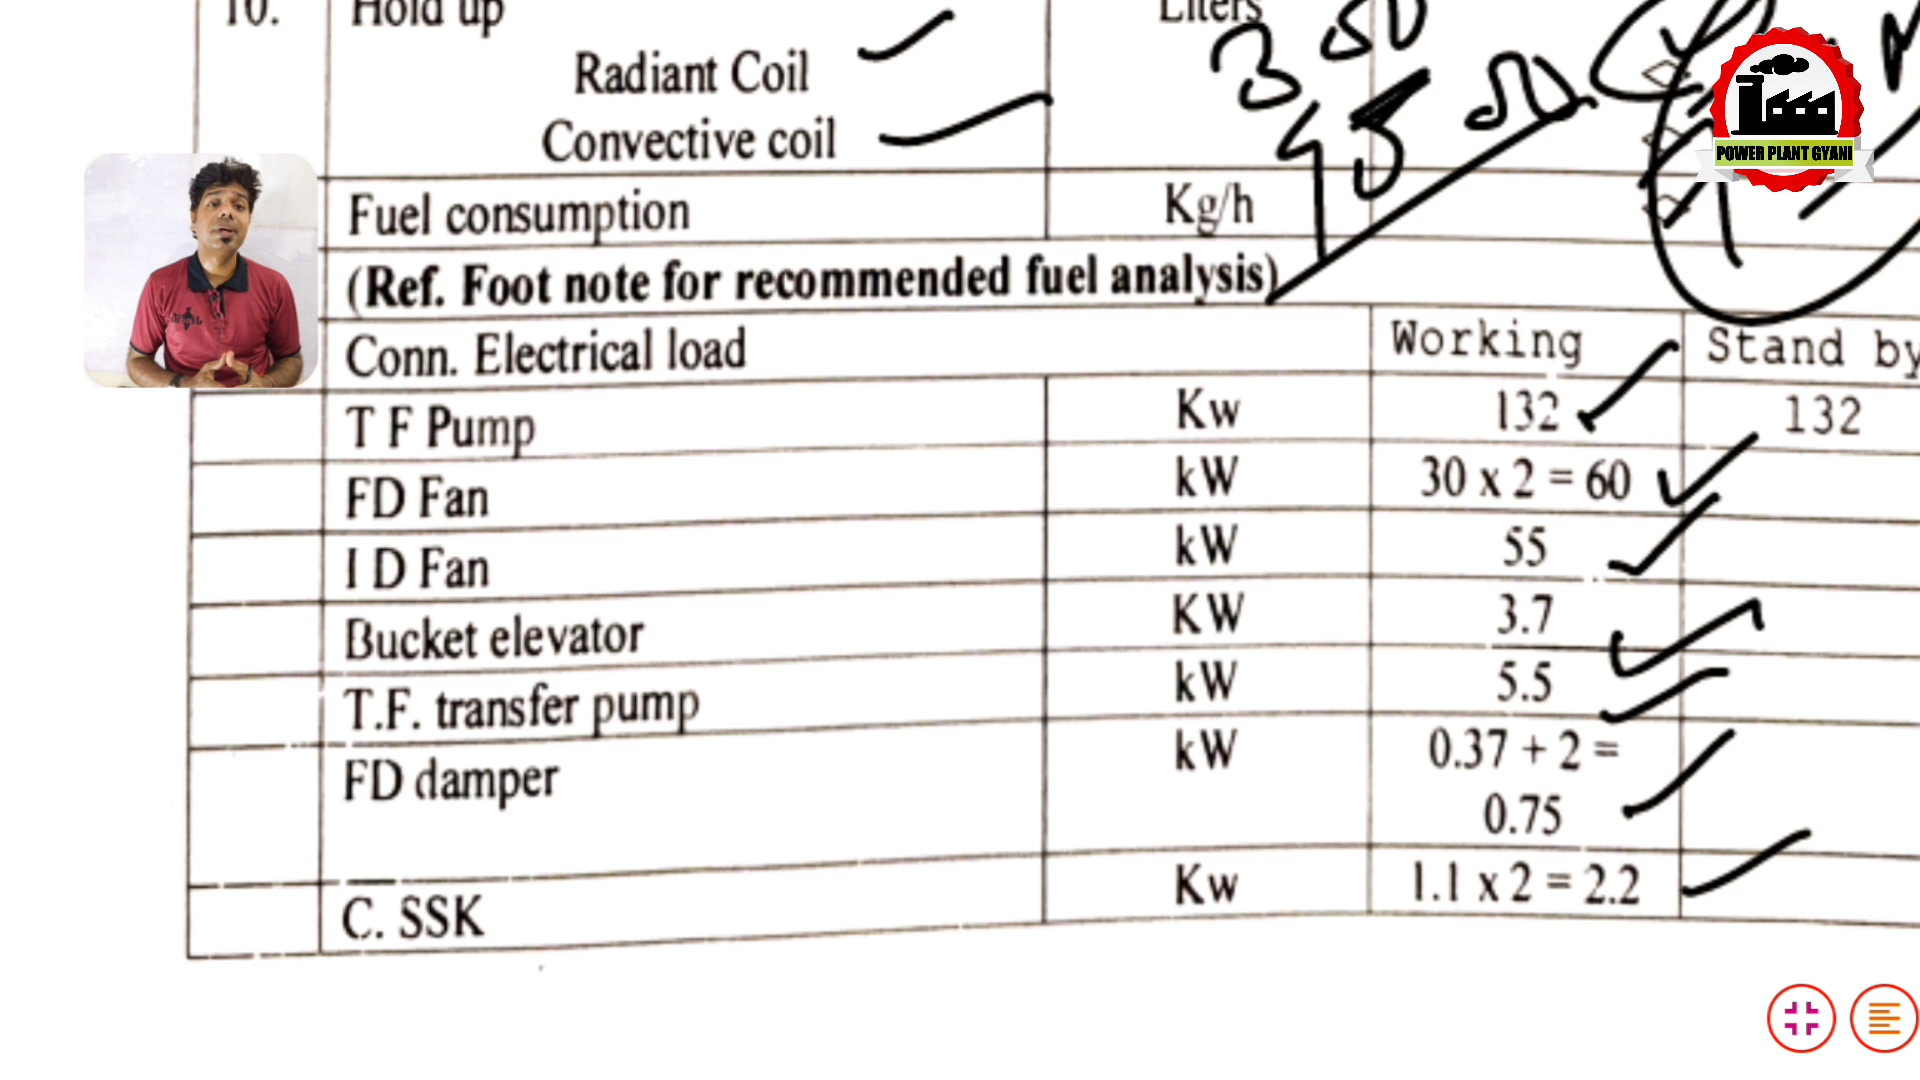 10. Hold up Liters
Radiant Coil
Convective coil
Fuel consumption Kg/h
(Ref. Foot note for recommended fuel analysis)
Conn. Electrical load Working Stand by
T F Pump Kw 132 132
FD Fan kW 30 x 2 = 60
I D Fan kW 55
Bucket elevator KW 3.7
T.F. transfer pump kW 5.5
FD damper kW 0.37 + 2 =
0.75
C. SSK Kw 1.1 x 2 = 2.2
POWER PLANT GYANI